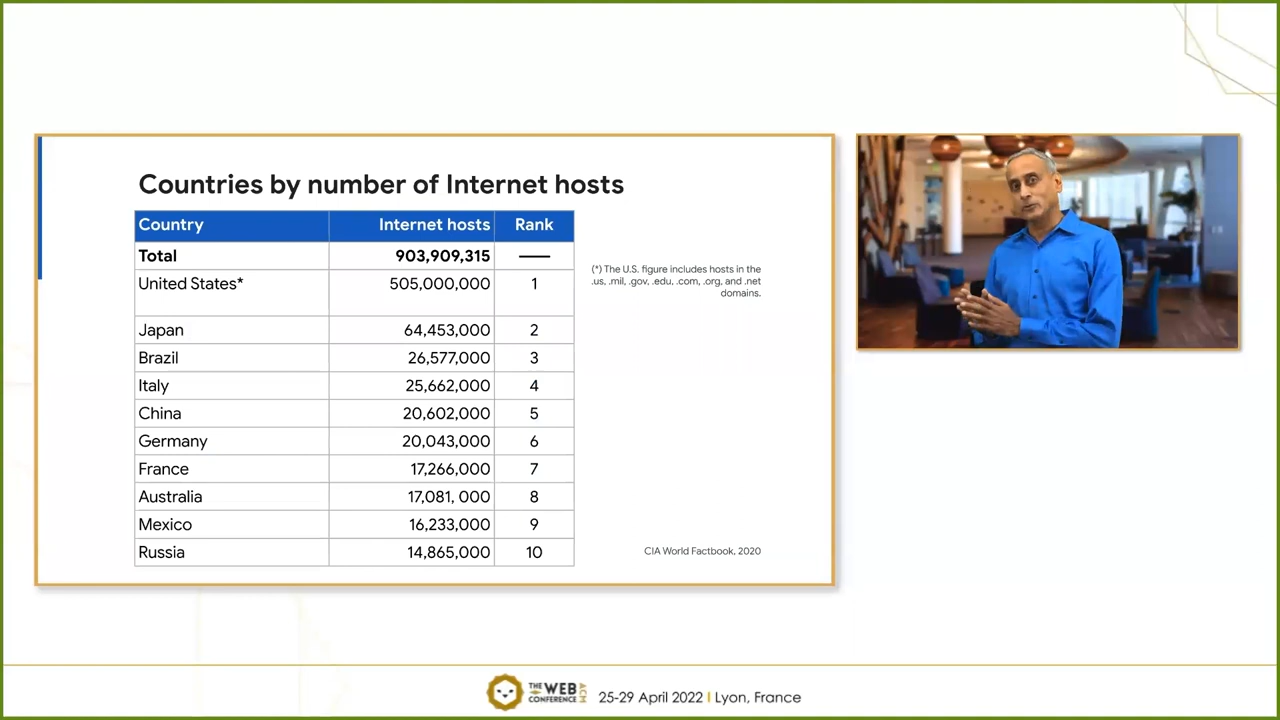 Countries by number of Internet hosts
Country Internet hosts Rank
Total 903,909,315 —
United States* 505,000,000 1
Japan 64,453,000 2
Brazil 26,577,000 3
Italy 25,662,000 4
China 20,602,000 5
Germany 20,043,000 6
France 17,266,000 7
Australia 17,081, 000 8
Mexico 16,233,000 9
Russia 14,865,000 10
(*) The U.S. figure includes hosts in the
.us, .mil, .gov, .edu, .com, .org, and .net
domains.
CIA World Factbook, 2020
THE WEB
CONFERENCE
ACM
25-29 April 2022 I Lyon, France